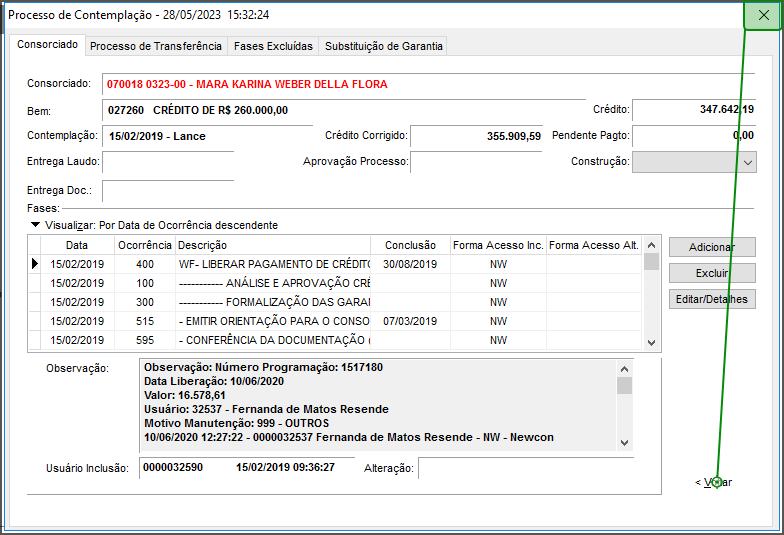 Processo de Contemplação - 28/05/2023 15:32:24
Consorciado Processo de Transferência Fases Excluídas Substituição de Garantia
Consorciado: 070018 0323-00 - MARA KARINA WEBER DELLA FLORA
Bem: 027260 CRÉDITO DE R$ 260.000,00 Crédito: 347.642,19
Contemplação: 15/02/2019 - Lance Crédito Corrigido: 355.909,59 Pendente Pagto: 0,00
Entrega Laudo: Aprovação Processo: Construção:
Entrega Doc.:
Fases:
Visualizar: Por Data de Ocorrência descendente
Data Ocorrência Descrição Conclusão Forma Acesso Inc. Forma Acesso Alt. Adicionar
15/02/2019 400 WF- LIBERAR PAGAMENTO DE CRÉDITO 30/08/2019 NW
15/02/2019 100 ----------- ANÁLISE E APROVAÇÃO CRÉ NW Excluir
15/02/2019 300 ----------- FORMALIZAÇÃO DAS GARAN NW Editar/Detalhes
15/02/2019 515 - EMITIR ORIENTAÇÃO PARA O CONSO 07/03/2019 NW
15/02/2019 595 - CONFERÊNCIA DA DOCUMENTAÇÃO ( NW
Observação: Observação: Número Programação: 1517180
Data Liberação: 10/06/2020
Valor: 16.578,61
Usuário: 32537 - Fernanda de Matos Resende
Motivo Manutenção: 999 - OUTROS
10/06/2020 12:27:22 - 0000032537 Fernanda de Matos Resende - NW - Newcon
Usuário Inclusão: 0000032590 15/02/2019 09:36:27 Alteração:
< Voltar